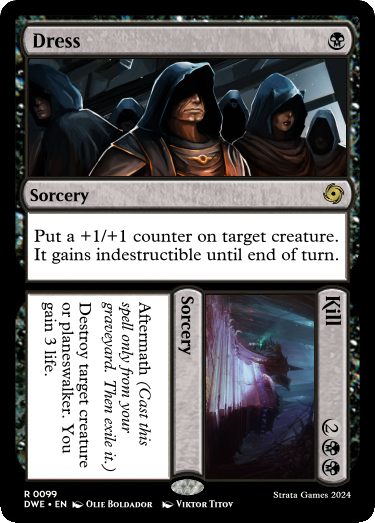 Dress
Sorcery
Put a +1/+1 counter on target creature.
It gains indestructible until end of turn.
Kill
2
Sorcery
Aftermath (Cast this
spell only from your
graveyard. Then exile it.)
Destroy target creature
or planeswalker. You
gain 3 life.
R 0099
DWE • EN Olie Boldador Viktor Titov
Strata Games 2024